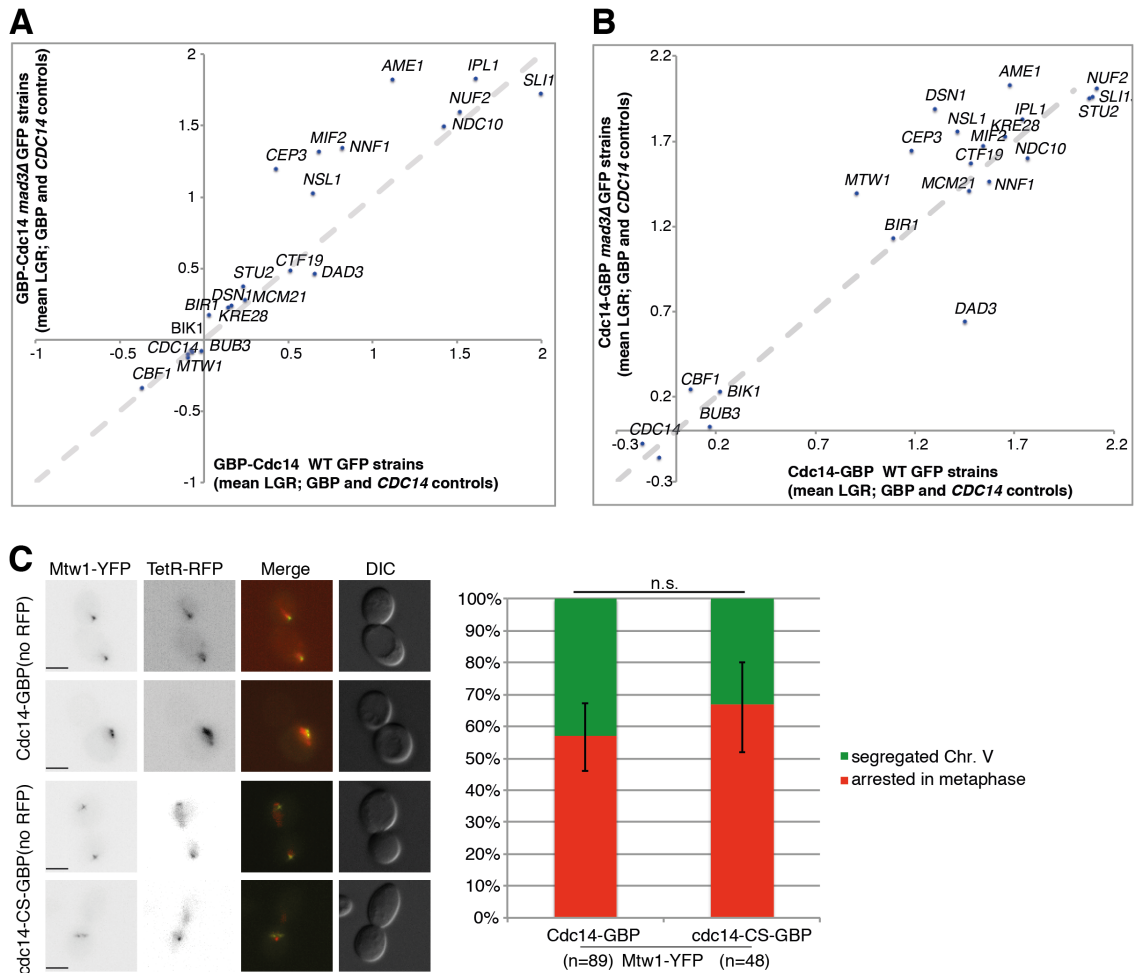 A
GBP-Cdc14 mad3Δ GFP strains
(mean LGR; GBP and CDC14 controls)
2
1.5
1
0.5
-0.5
-1
-1
-0.5
0.5
1
1.5
2
AME1
IPL1
SLI1
NUF2
NDC10
MIF2
NNF1
CEP3
NSL1
CTF19
DAD3
STU2
DSN1
MCM21
BIR1
KRE28
BIK1
CDC14
BUB3
MTW1
CBF1
GBP-Cdc14 WT GFP strains
(mean LGR; GBP and CDC14 controls)
B
Cdc14-GBP mad3Δ GFP strains
(mean LGR; GBP and CDC14 controls)
2.2
1.7
1.2
0.7
0.2
-0.3
-0.3
0.2
0.7
1.2
1.7
2.2
AME1
NUF2
SLI1
STU2
DSN1
IPL1
NSL1
KRE28
MIF2
CEP3
NDC10
CTF19
MTW1
MCM21
NNF1
BIR1
DAD3
CBF1
BIK1
BUB3
CDC14
Cdc14-GBP WT GFP strains
(mean LGR; GBP and CDC14 controls)
C
Mtw1-YFP TetR-RFP Merge DIC
Cdc14-GBP(no RFP)
cdc14-CS-GBP(no RFP)
n.s.
100%
90%
80%
70%
60%
50%
40%
30%
20%
10%
0%
segregated Chr. V
arrested in metaphase
Cdc14-GBP cdc14-CS-GBP
(n=89) Mtw1-YFP (n=48)